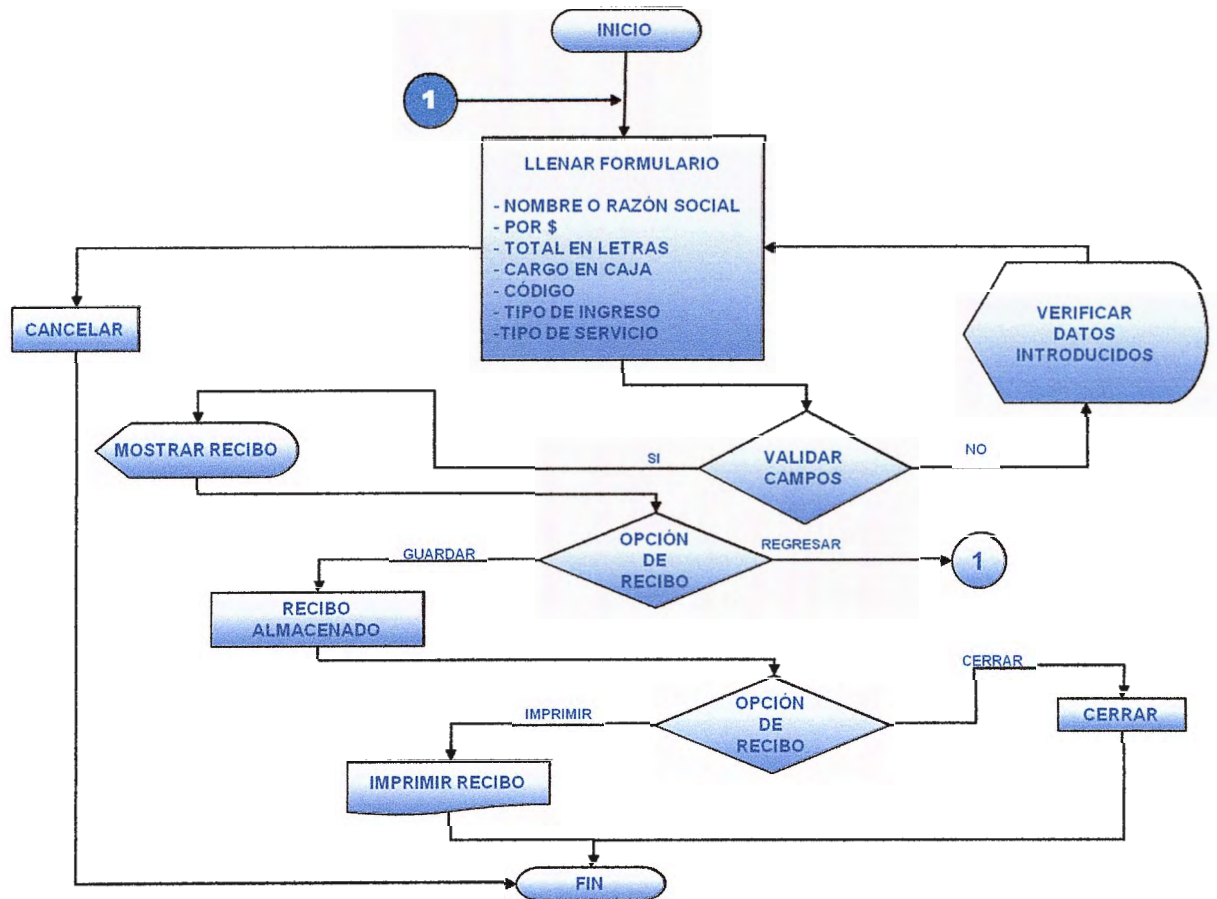 INICIO
1
LLENAR FORMULARIO
- NOMBRE O RAZÓN SOCIAL
- POR $
- TOTAL EN LETRAS
- CARGO EN CAJA
- CÓDIGO
- TIPO DE INGRESO
-TIPO DE SERVICIO
CANCELAR
VERIFICAR
DATOS
INTRODUCIDOS
MOSTRAR RECIBO
SI
VALIDAR
CAMPOS
NO
GUARDAR
OPCIÓN
DE
RECIBO
REGRESAR
1
RECIBO
ALMACENADO
IMPRIMIR
OPCIÓN
DE
RECIBO
CERRAR
CERRAR
IMPRIMIR RECIBO
FIN